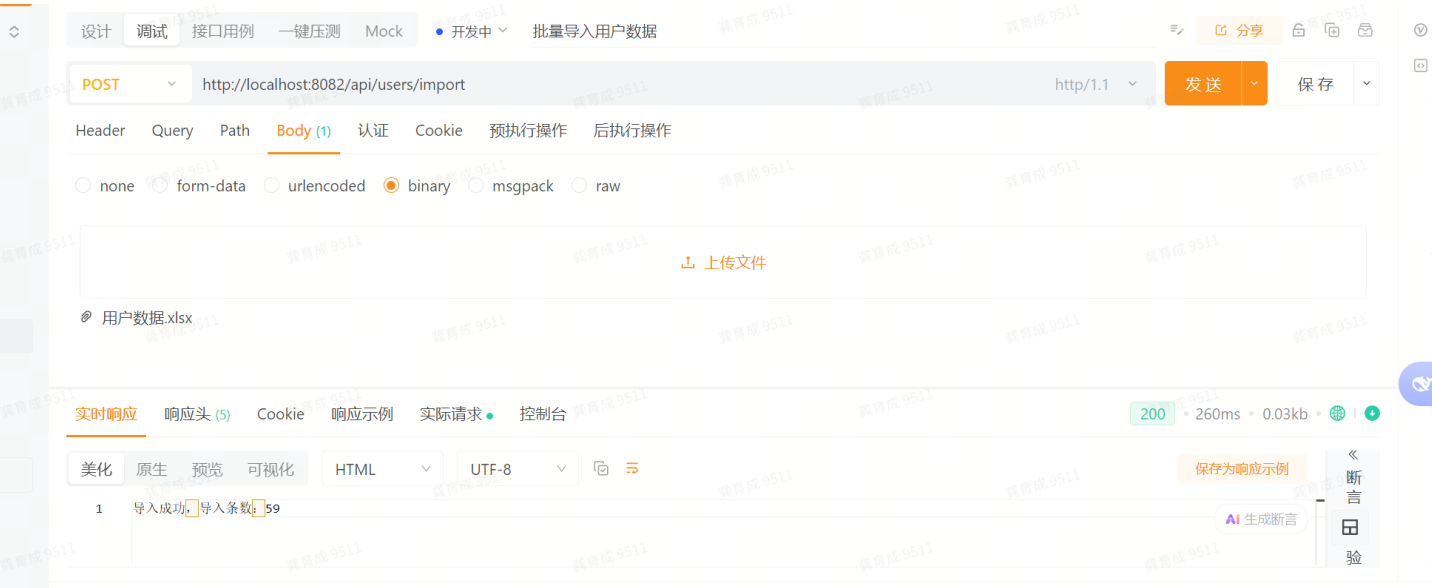 设计 调试 接口用例 一键压测 Mock 开发中 批量导入用户数据 分享
POST http://localhost:8082/api/users/import http/1.1 发送 保存
Header Query Path Body (1) 认证 Cookie 预执行操作 后执行操作
none form-data urlencoded binary msgpack raw
上传文件
用户数据.xlsx
实时响应 响应头 (5) Cookie 响应示例 实际请求 控制台 200 260ms 0.03kb
美化 原生 预览 可视化 HTML UTF-8 保存为响应示例
1 导入成功，导入条数：59
AI 生成断言
断言
验
龚育成 9511